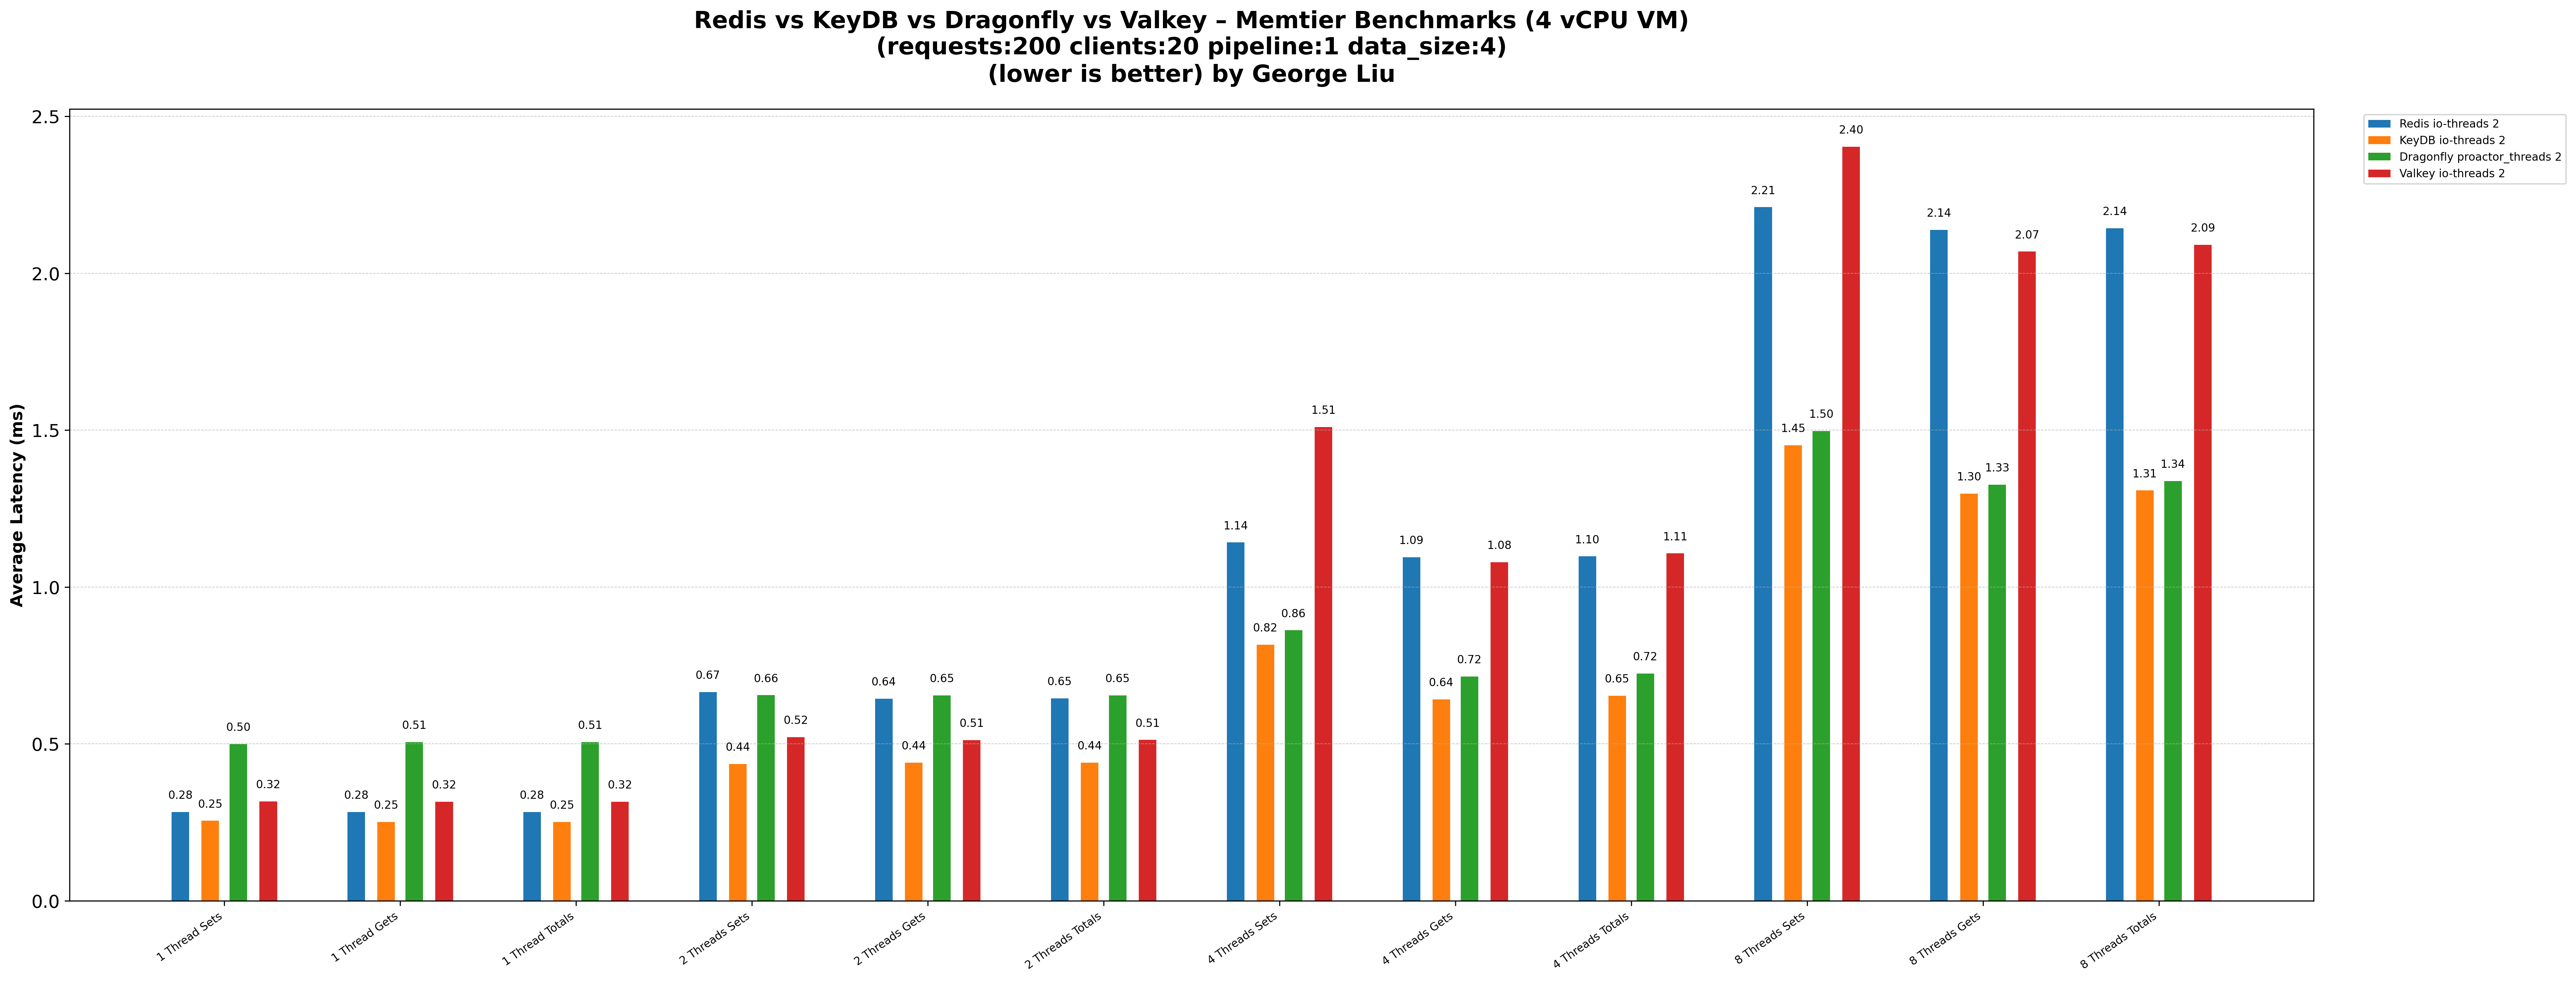 Redis vs KeyDB vs Dragonfly vs Valkey – Memtier Benchmarks (4 vCPU VM)
(requests:200 clients:20 pipeline:1 data_size:4)
(lower is better) by George Liu
Redis io-threads 2
KeyDB io-threads 2
Dragonfly proactor_threads 2
Valkey io-threads 2
Average Latency (ms)
2.5
2.0
1.5
1.0
0.5
0.0
0.28 0.25 0.50 0.32
0.28 0.25 0.51 0.32
0.28 0.25 0.51 0.32
0.67 0.44 0.66 0.52
0.64 0.44 0.65 0.51
0.65 0.44 0.65 0.51
1.14 0.82 0.86 1.51
1.09 0.64 0.72 1.08
1.10 0.65 0.72 1.11
2.21 1.45 1.50 2.40
2.14 1.30 1.33 2.07
2.14 1.31 1.34 2.09
1 Thread Sets
1 Thread Gets
1 Thread Totals
2 Threads Sets
2 Threads Gets
2 Threads Totals
4 Threads Sets
4 Threads Gets
4 Threads Totals
8 Threads Sets
8 Threads Gets
8 Threads Totals